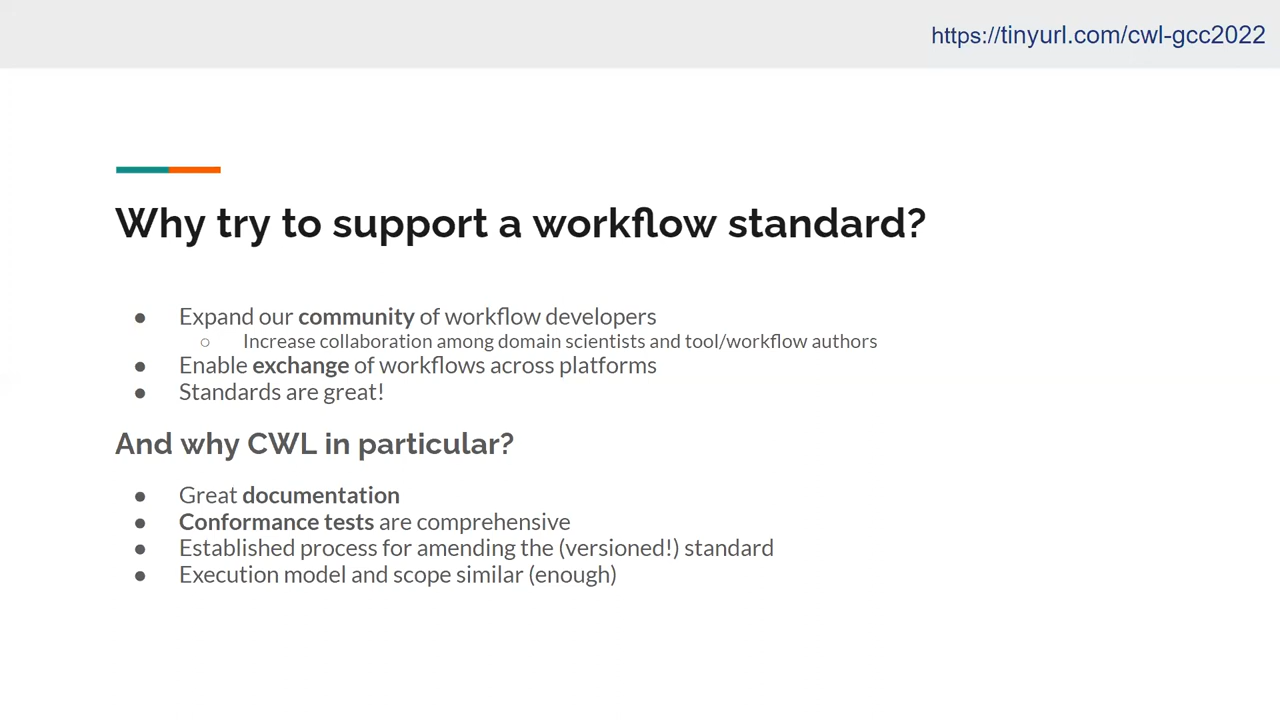 https://tinyurl.com/cwl-gcc2022
Why try to support a workflow standard?
● Expand our community of workflow developers
○ Increase collaboration among domain scientists and tool/workflow authors
● Enable exchange of workflows across platforms
● Standards are great!
And why CWL in particular?
● Great documentation
● Conformance tests are comprehensive
● Established process for amending the (versioned!) standard
● Execution model and scope similar (enough)